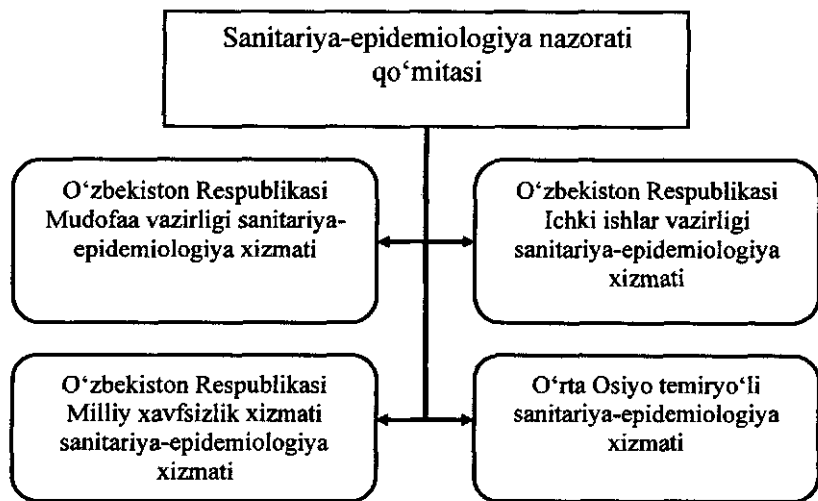 Sanitariya-epidemiologiya nazorati
qo‘mitasi
O‘zbekiston Respublikasi
Mudofaa vazirligi sanitariya-
epidemiologiya xizmati
O‘zbekiston Respublikasi
Ichki ishlar vazirligi
sanitariya-epidemiologiya
xizmati
O‘zbekiston Respublikasi
Milliy xavfsizlik xizmati
sanitariya-epidemiologiya
xizmati
O‘rta Osiyo temiryo‘li
sanitariya-epidemiologiya
xizmati